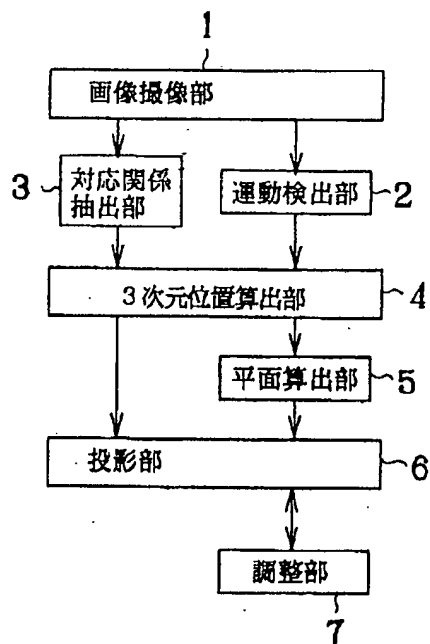 1
画像撮像部
3
対応関係
抽出部
運動検出部
2
3次元位置算出部
4
平面算出部
5
投影部
6
調整部
7